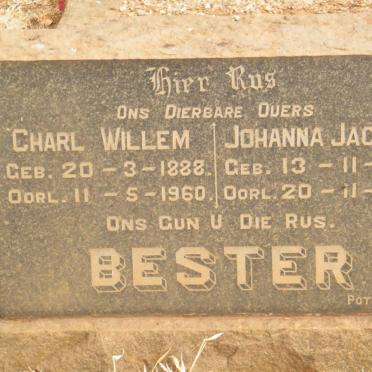 Hier Rus
Ons Dierbare Ouers
Charl Willem Johanna Jac
Geb. 20-3-1888. Geb. 13-11-
Oorl. 11-5-1960. Oorl. 20-11-
Ons Gun U Die Rus.
BESTER
Pot